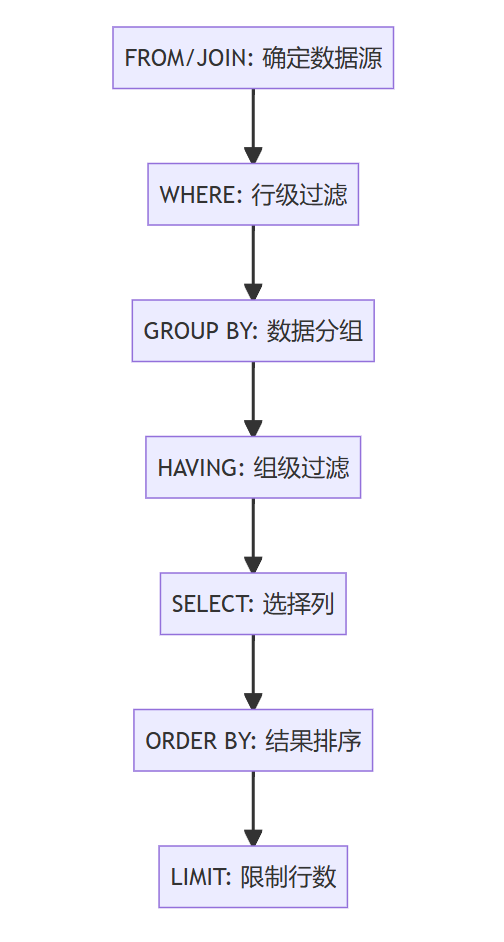 FROM/JOIN: 确定数据源
WHERE: 行级过滤
GROUP BY: 数据分组
HAVING: 组级过滤
SELECT: 选择列
ORDER BY: 结果排序
LIMIT: 限制行数